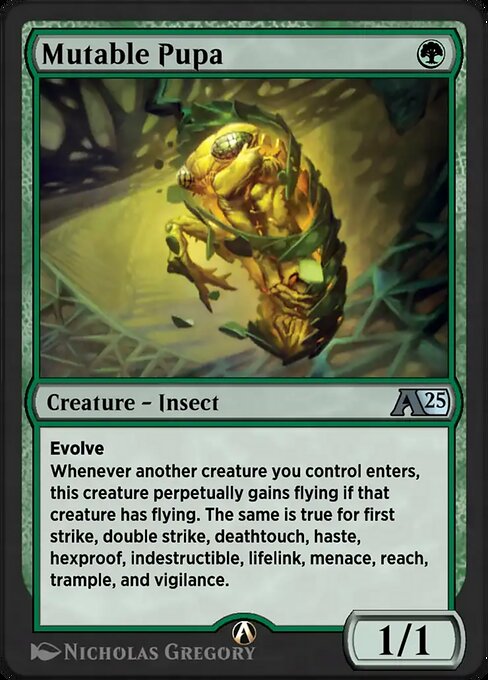 Mutable Pupa
Creature – Insect
A25
Evolve
Whenever another creature you control enters,
this creature perpetually gains flying if that
creature has flying. The same is true for first
strike, double strike, deathtouch, haste,
hexproof, indestructible, lifelink, menace, reach,
trample, and vigilance.
1/1
Nicholas Gregory